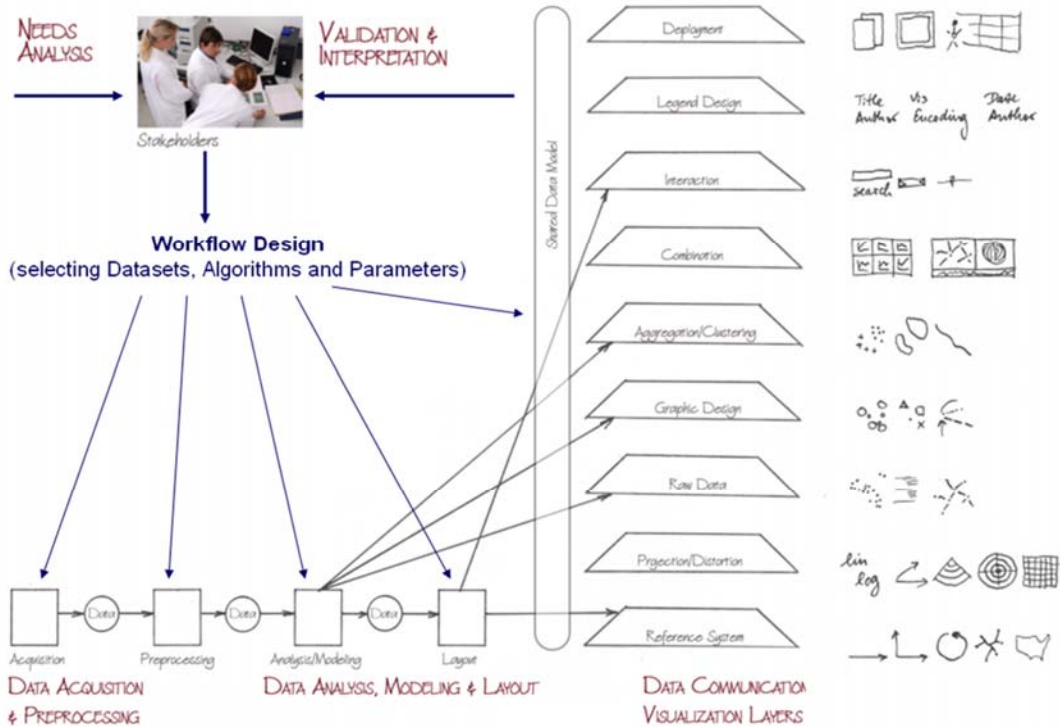 NEEDS
ANALYSIS
VALIDATION &
INTERPRETATION
Stakeholders
Workflow Design
(selecting Datasets, Algorithms and Parameters)
Data
Data
Data
Acquisition
Preprocessing
Analysis/Modeling
Layout
DATA ACQUISITION
& PREPROCESSING
DATA ANALYSIS, MODELING & LAYOUT
Shared Data Model
Deployment
Legend Design
Title Vis Date
Author Encoding Author
Interaction
search
Combination
Aggregation/Clustering
Graphic Design
Raw Data
Projection/Distortion
lin
log
Reference System
DATA COMMUNICATION
VISUALIZATION LAYERS